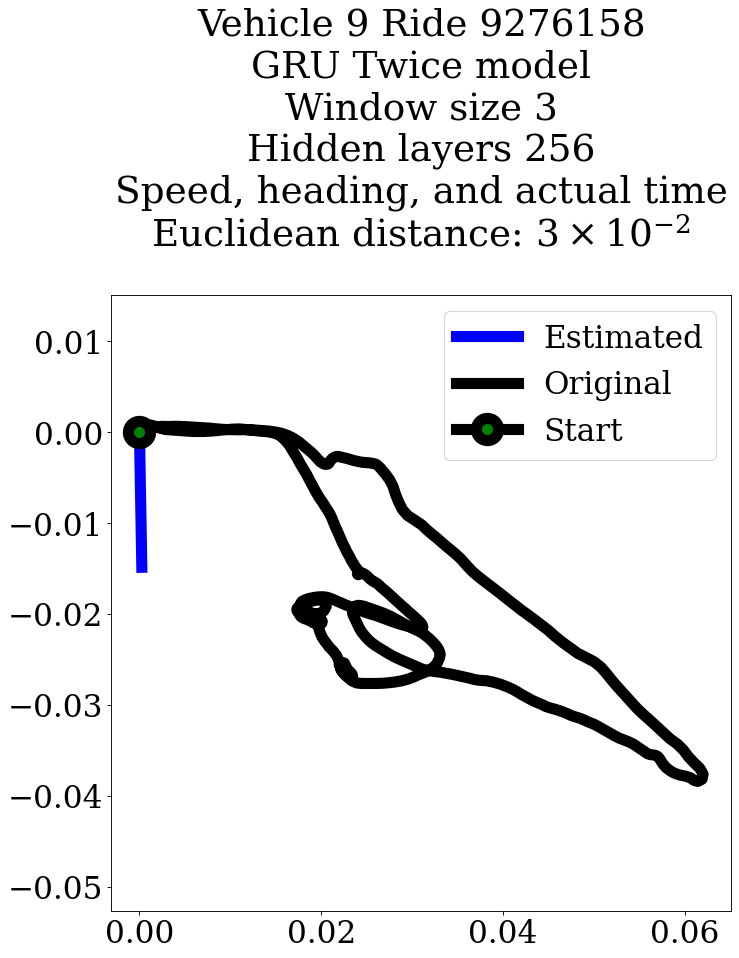 Vehicle 9 Ride 9276158
GRU Twice model
Window size 3
Hidden layers 256
Speed, heading, and actual time
Euclidean distance: 3 × 10⁻²
Estimated
Original
Start
0.01
0.00
−0.01
−0.02
−0.03
−0.04
−0.05
0.00 0.02 0.04 0.06